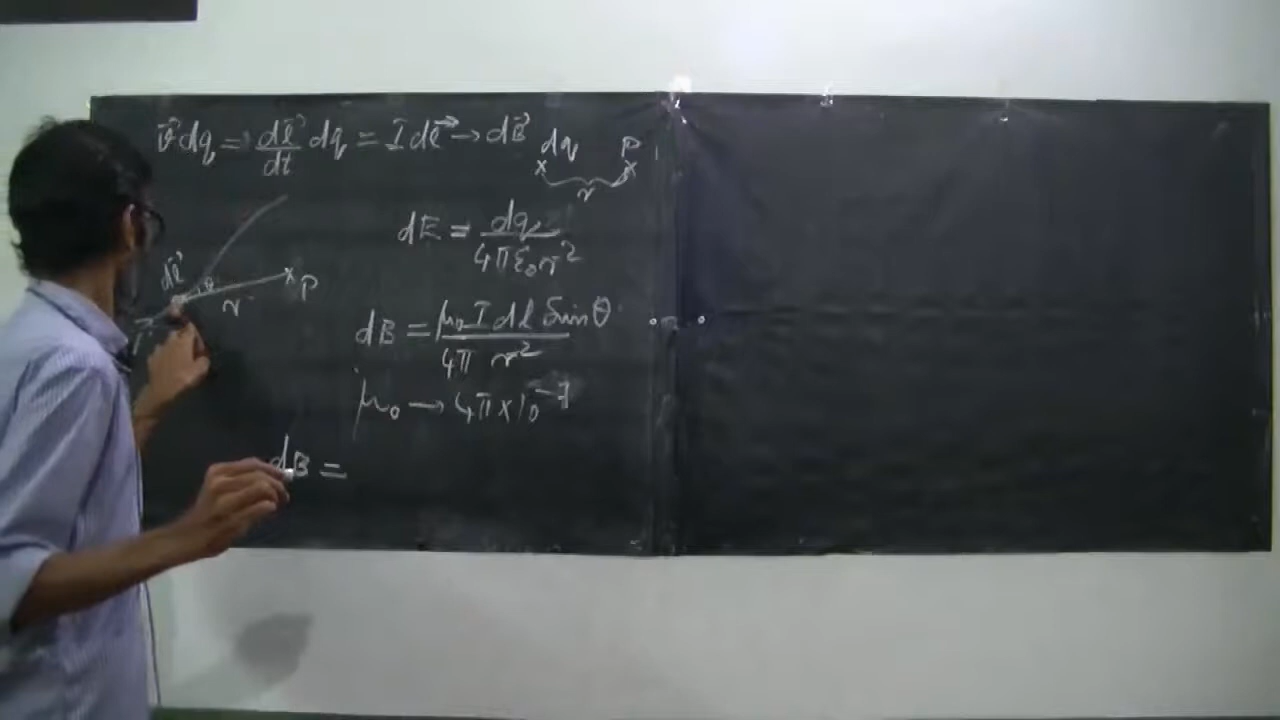 v⃗ dq = dl⃗/dt dq = I dl⃗ → dB⃗
dq P
x x
r
dE = dq / 4πε₀r²
dl⃗ θ r x P
I
dB = μ₀ I dl Sinθ / 4π r²
μ₀ → 4π × 10⁻⁷
dB =